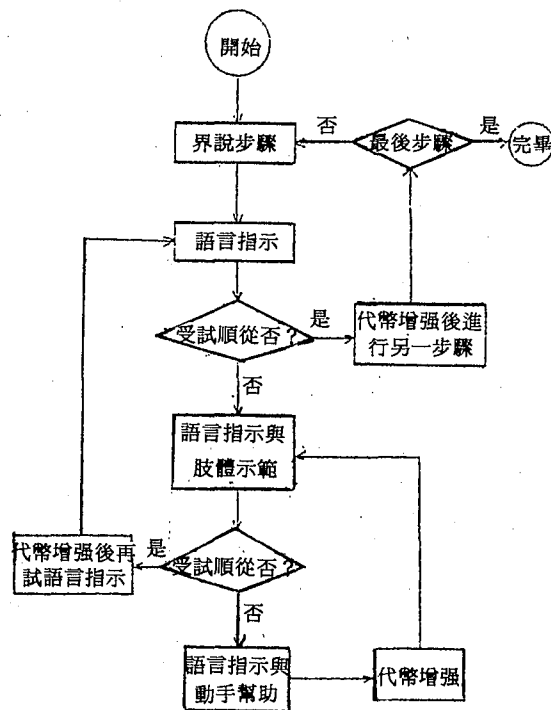 開始
否
是
界說步驟
最後步驟
完畢
語言指示
受試順從否？
是
代幣增强後進
行另一步驟
否
語言指示與
肢體示範
代幣增强後再
試語言指示
是
受試順從否？
否
語言指示與
動手幫助
代幣增强